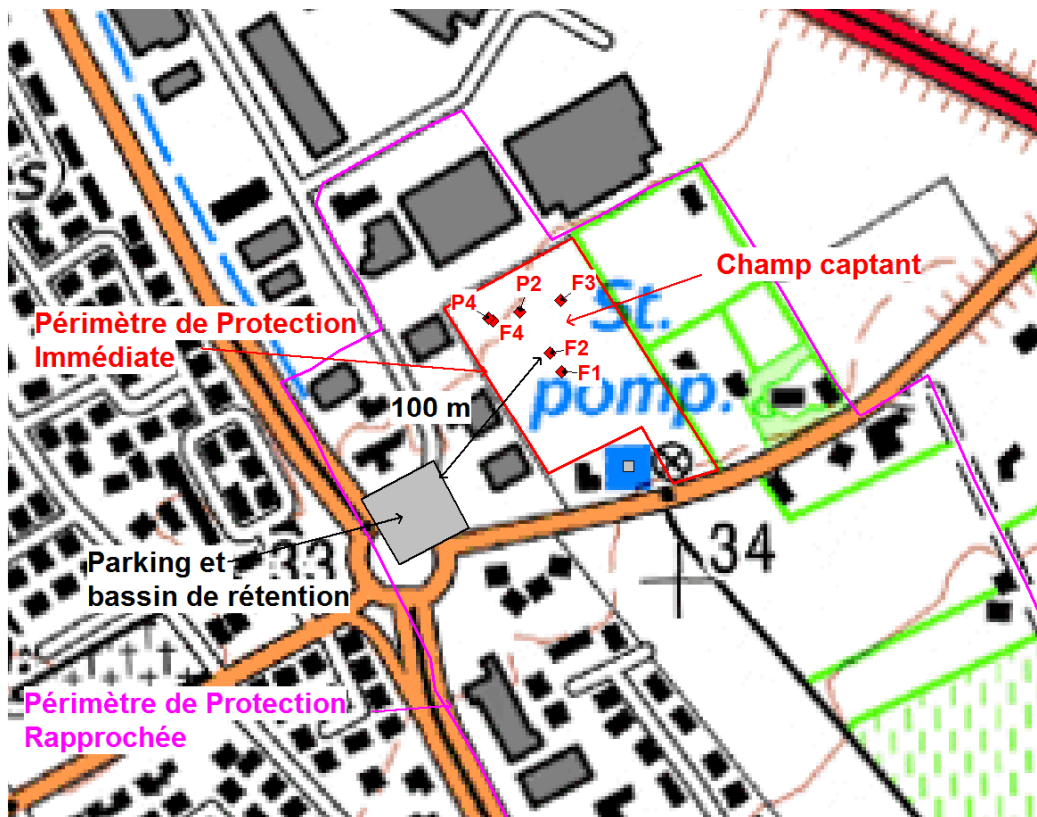 S
Champ captant
P2
F3
St.
P4
F4
Périmètre de Protection
Immédiate
F2
F1
pomp.
100 m
Parking et
bassin de rétention
33
34
Périmètre de Protection
Rapprochée